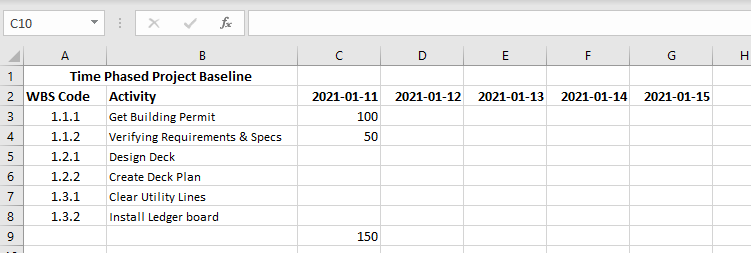 C10 fx
A B C D E F G H
1 Time Phased Project Baseline
2 WBS Code Activity 2021-01-11 2021-01-12 2021-01-13 2021-01-14 2021-01-15
3 1.1.1 Get Building Permit 100
4 1.1.2 Verifying Requirements & Specs 50
5 1.2.1 Design Deck
6 1.2.2 Create Deck Plan
7 1.3.1 Clear Utility Lines
8 1.3.2 Install Ledger board
9 150